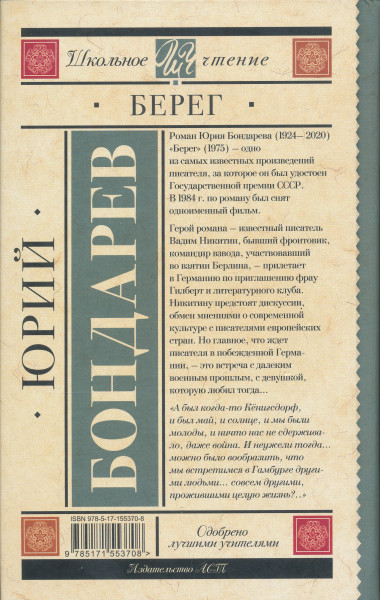 Школьное чтение
· БЕРЕГ ·
· ЮРИЙ ·
БОНДАРЕВ
Роман Юрия Бондарева (1924—2020)
«Берег» (1975) — одно
из самых известных произведений
писателя, за которое он был удостоен
Государственной премии СССР.
В 1984 г. по роману был снят
одноименный фильм.
Герой романа — известный писатель
Вадим Никитин, бывший фронтовик,
командир взвода, участвовавший
во взятии Берлина, — прилетает
в Германию по приглашению фрау
Гилберт и литературного клуба.
Никитину предстоят дискуссии,
обмен мнениями о современной
культуре с писателями европейских
стран. Но главное, что ждет
писателя в побежденной Герма-
нии, — это встреча с далеким
военным прошлым, с девушкой,
которую любил тогда...
«А был когда-то Кёнигсдорф,
и был май, и солнце, и мы были
молоды, и ничто нас не сдержива-
ло, даже война. И неужели тогда...
можно было вообразить, что
мы встретимся в Гамбурге други-
ми людьми... совсем другими,
прожившими целую жизнь?..»
ISBN 978-5-17-155370-8
9 785171 553708 >
Одобрено
лучшими учителями
Издательство АСТ